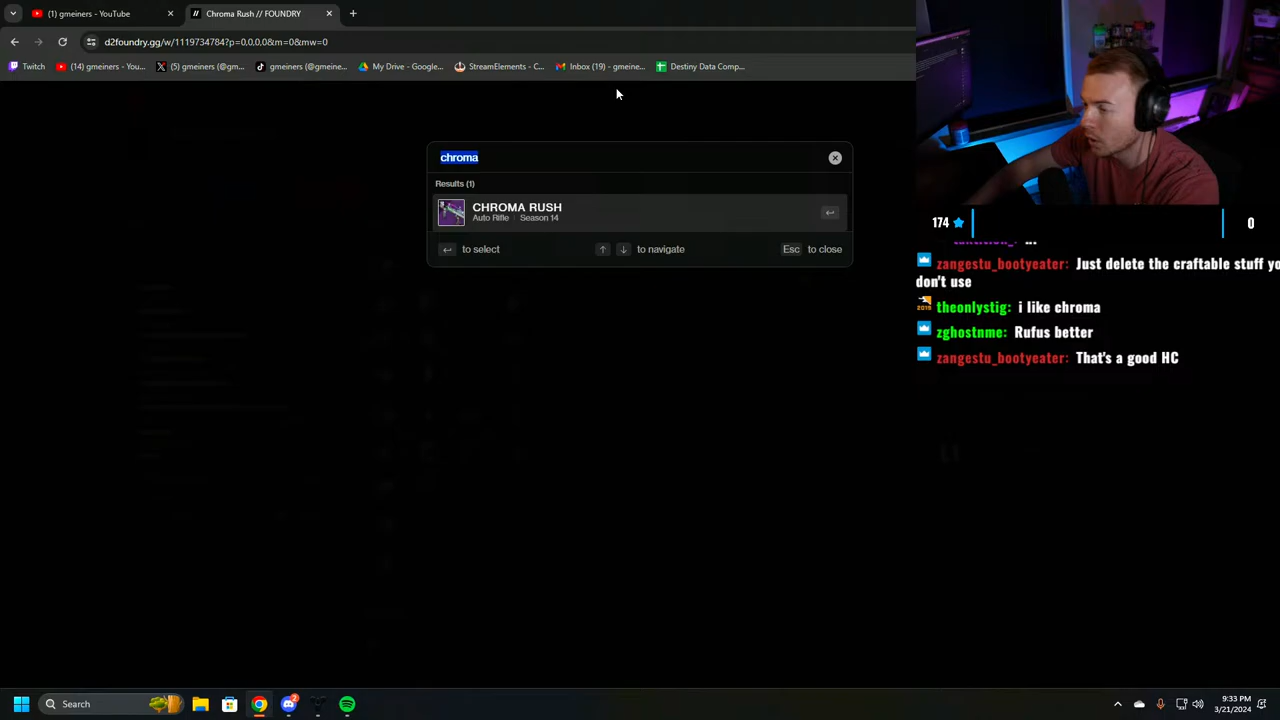 (1) gmeiners - YouTube
Chroma Rush // FOUNDRY
d2foundry.gg/w/1119734784?p=0,0,0,0&m=0&mw=0
Twitch
(14) gmeiners - You...
(5) gmeiners (@gm...
gmeiners (@gmeine...
My Drive - Google...
StreamElements - C...
Inbox (19) - gmeine...
Destiny Data Comp...
chroma
Results (1)
CHROMA RUSH
Auto Rifle | Season 14
to select
to navigate
Esc to close
174
0
zangestu_bootyeater: Just delete the craftable stuff yo
don't use
theonlystig: i like chroma
zghostnme: Rufus better
zangestu_bootyeater: That's a good HC
Search
2
9:33 PM
3/21/2024